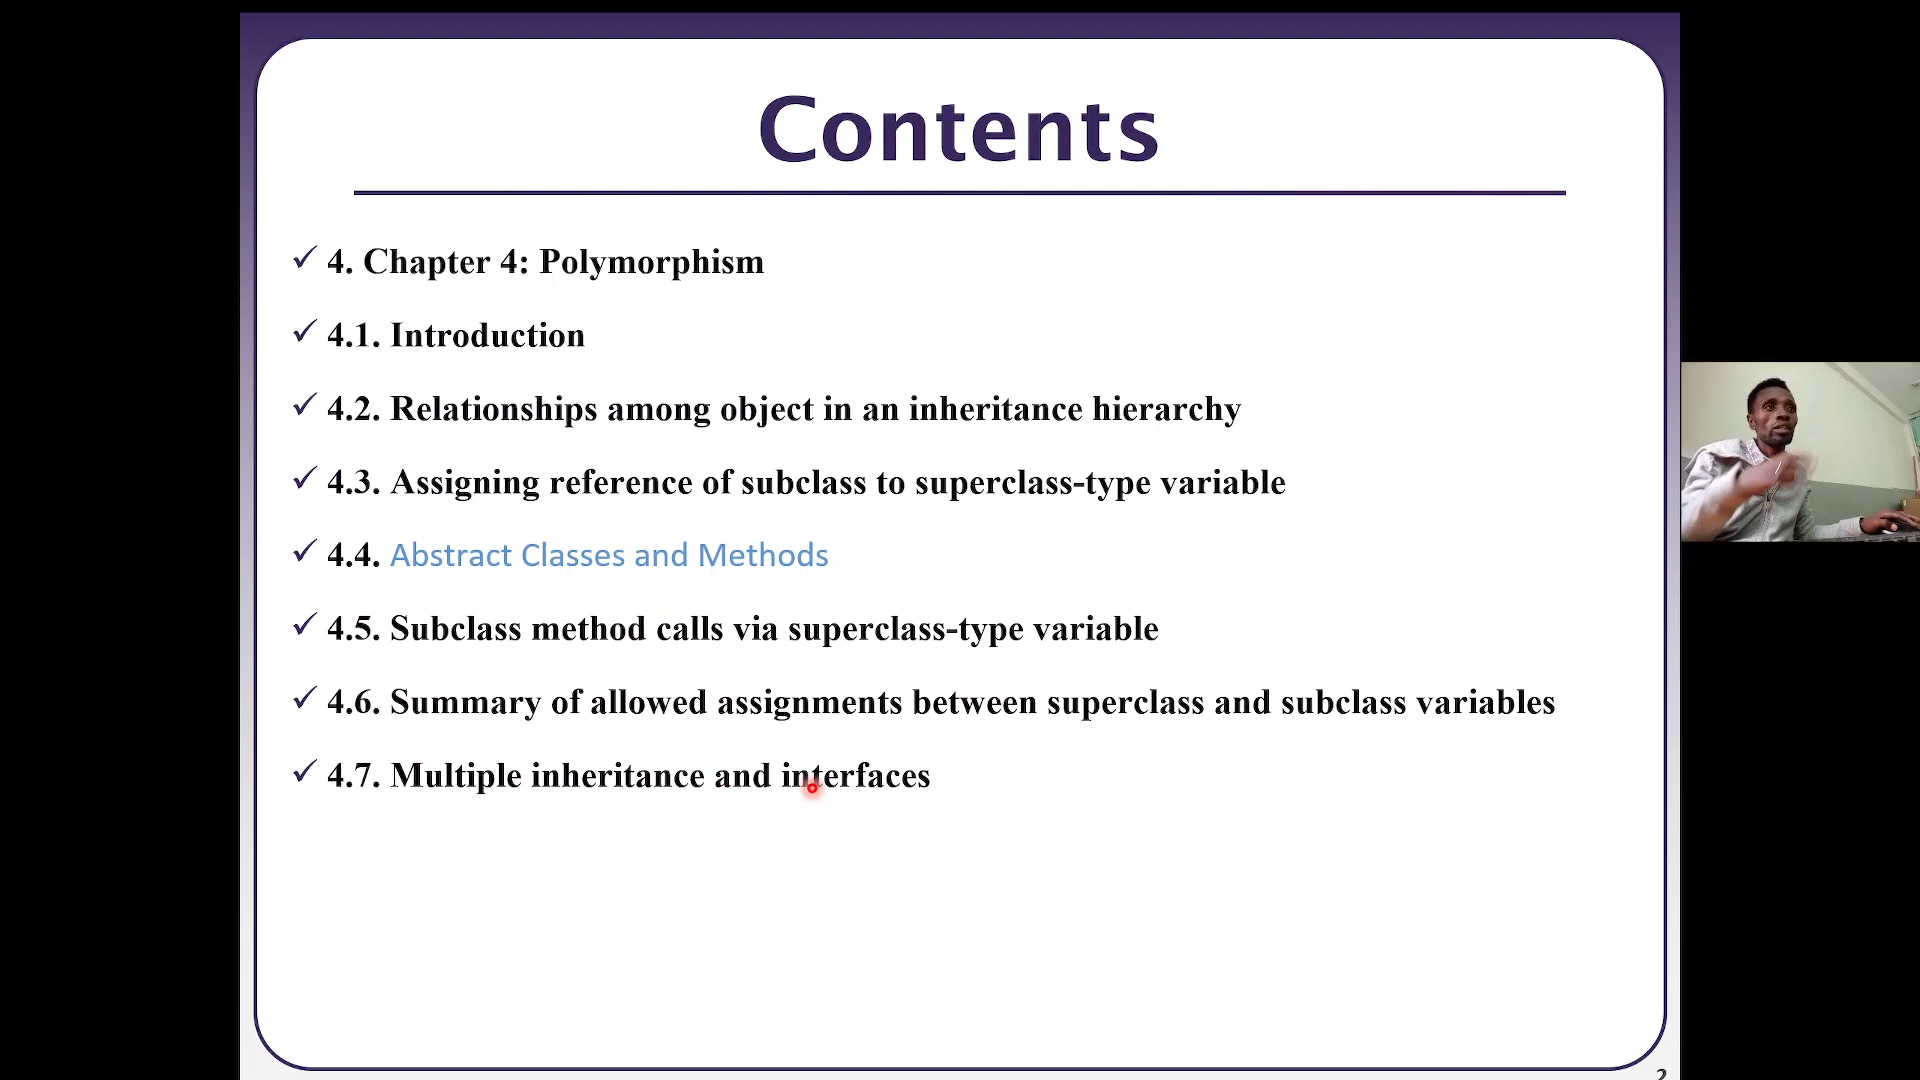 Contents
✓ 4. Chapter 4: Polymorphism
✓ 4.1. Introduction
✓ 4.2. Relationships among object in an inheritance hierarchy
✓ 4.3. Assigning reference of subclass to superclass-type variable
✓ 4.4. Abstract Classes and Methods
✓ 4.5. Subclass method calls via superclass-type variable
✓ 4.6. Summary of allowed assignments between superclass and subclass variables
✓ 4.7. Multiple inheritance and interfaces
2